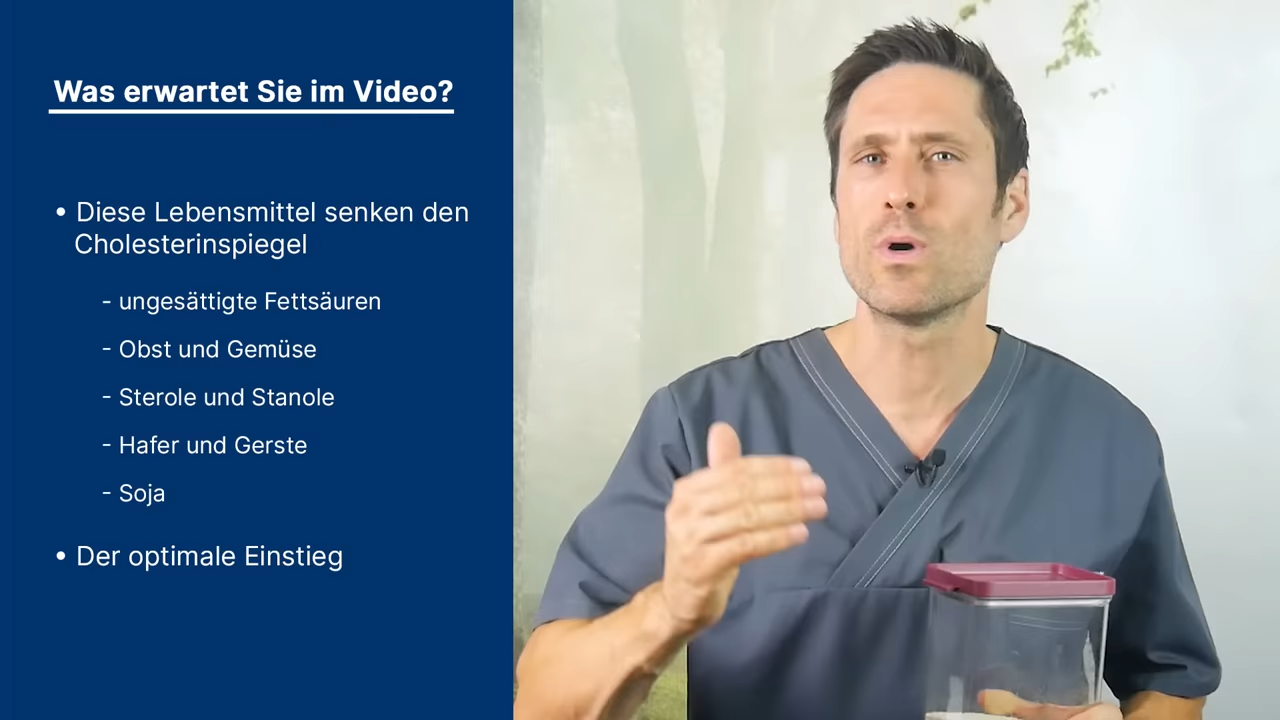 Was erwartet Sie im Video?
• Diese Lebensmittel senken den
Cholesterinspiegel
- ungesättigte Fettsäuren
- Obst und Gemüse
- Sterole und Stanole
- Hafer und Gerste
- Soja
• Der optimale Einstieg